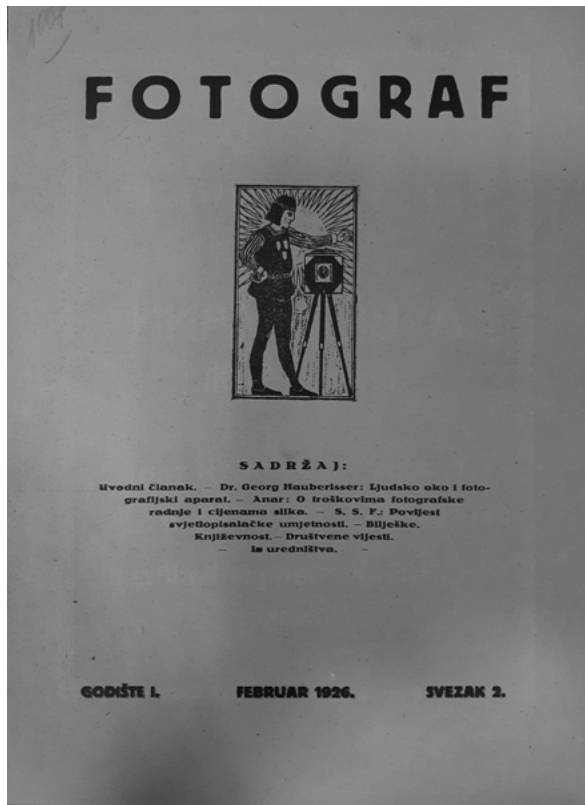 FOTOGRAF
SADRŽAJ:
Uvodni članak. — Dr. Georg Hauberisser: Ljudsko oko i foto-
grafijski aparat. — Anar: O troškovima fotografske
radnje i cijenama slika. — S. S. F.: Povijest
svjetlopisalačke umjetnosti. — Bilješke.
Književnost. — Društvene vijesti.
— Iz uredništva. —
GODIŠTE I. FEBRUAR 1926. SVEZAK 2.